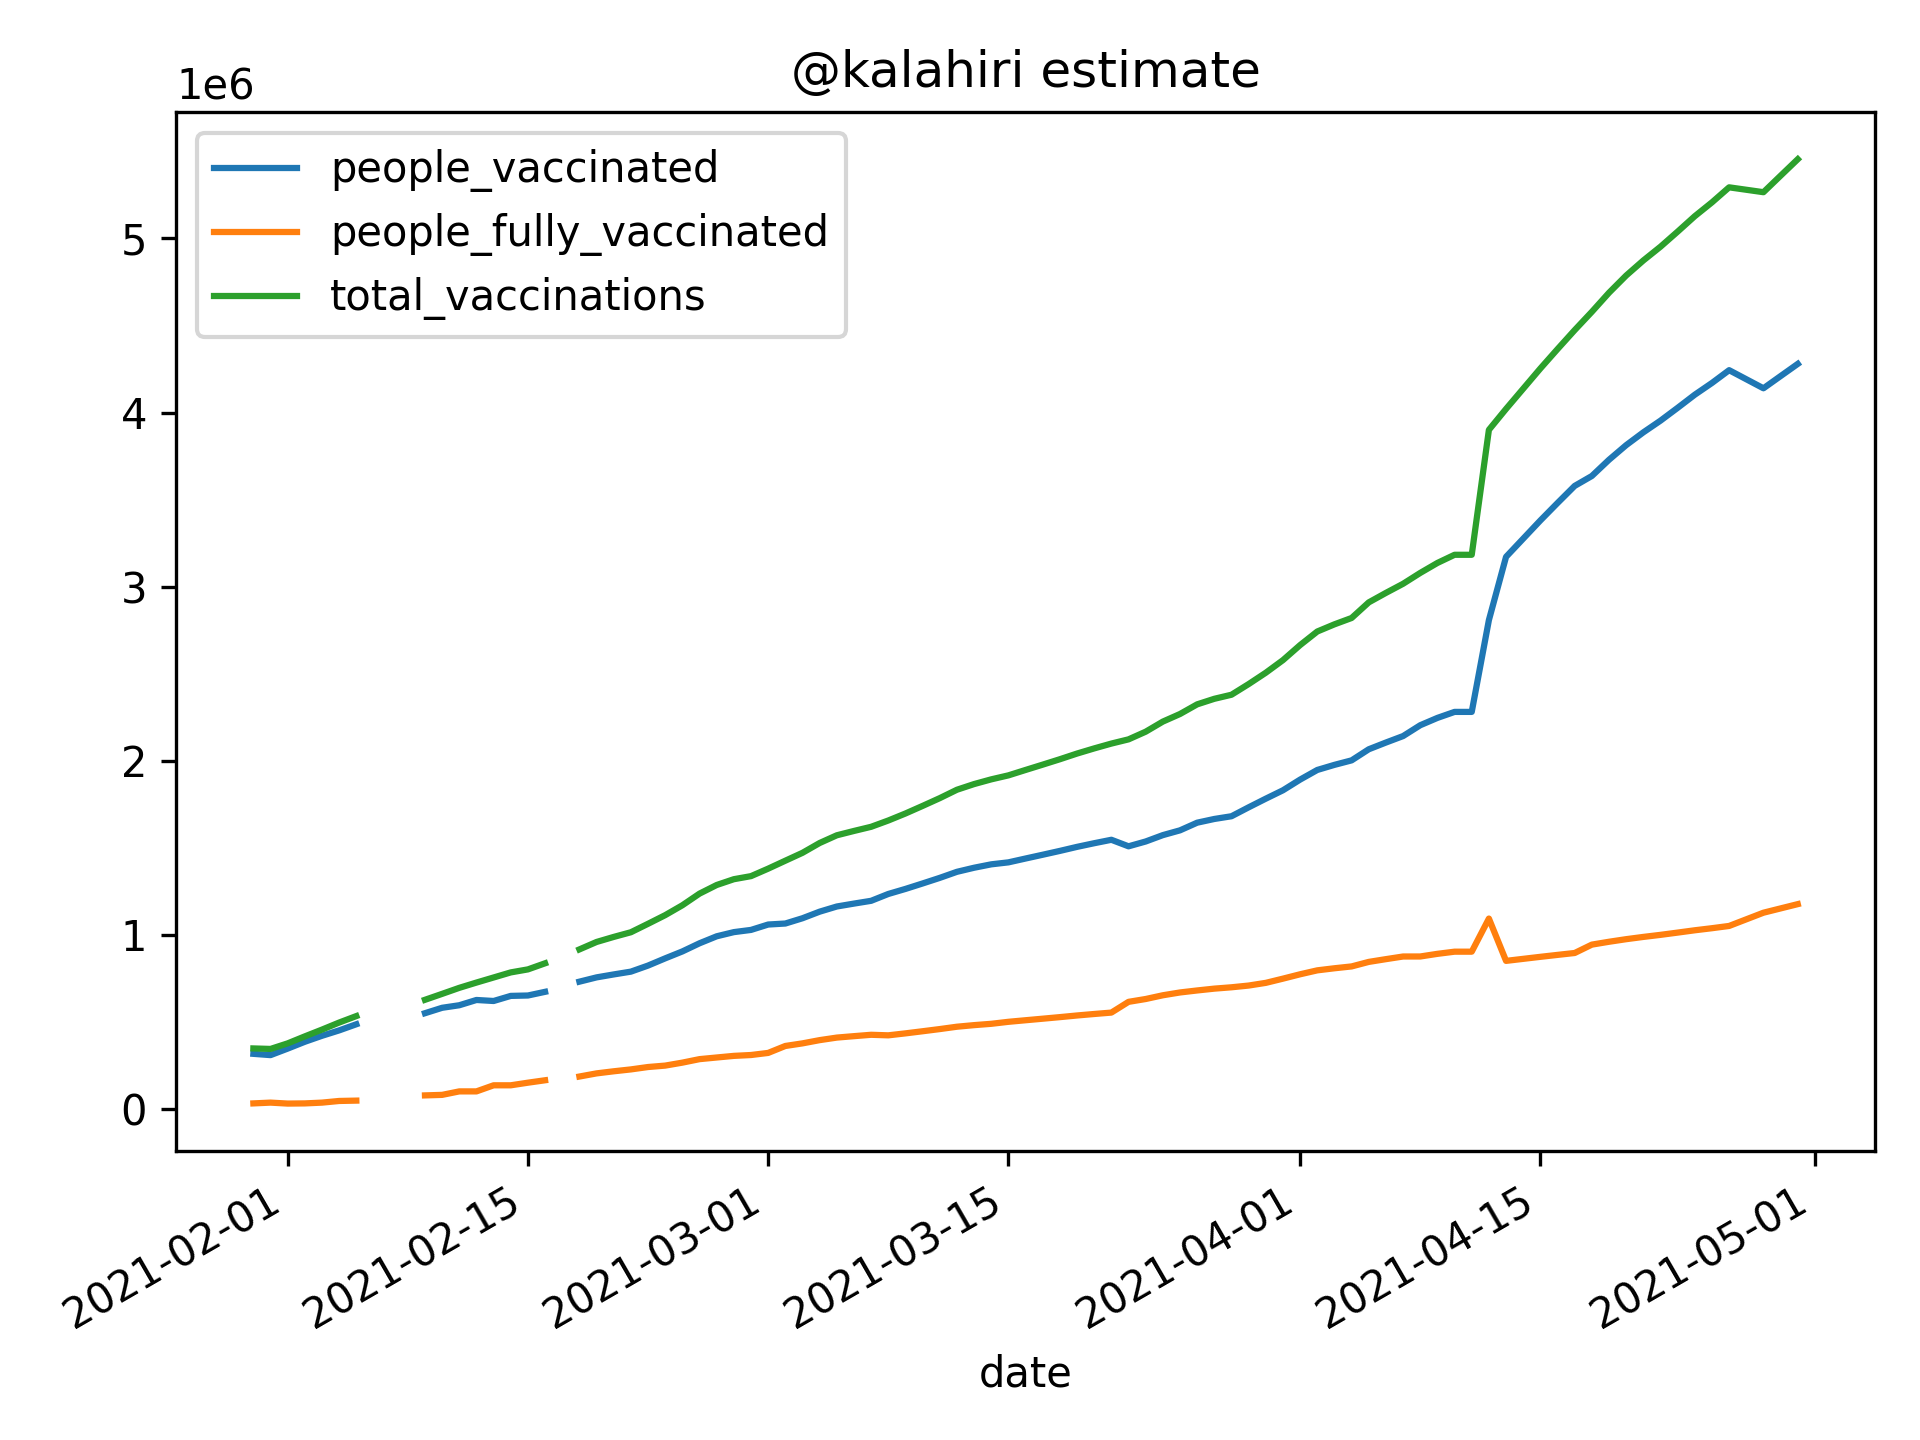 @kalahiri estimate
1e6
people_vaccinated
people_fully_vaccinated
total_vaccinations
5
4
3
2
1
0
2021-02-01
2021-02-15
2021-03-01
2021-03-15
2021-04-01
2021-04-15
2021-05-01
date